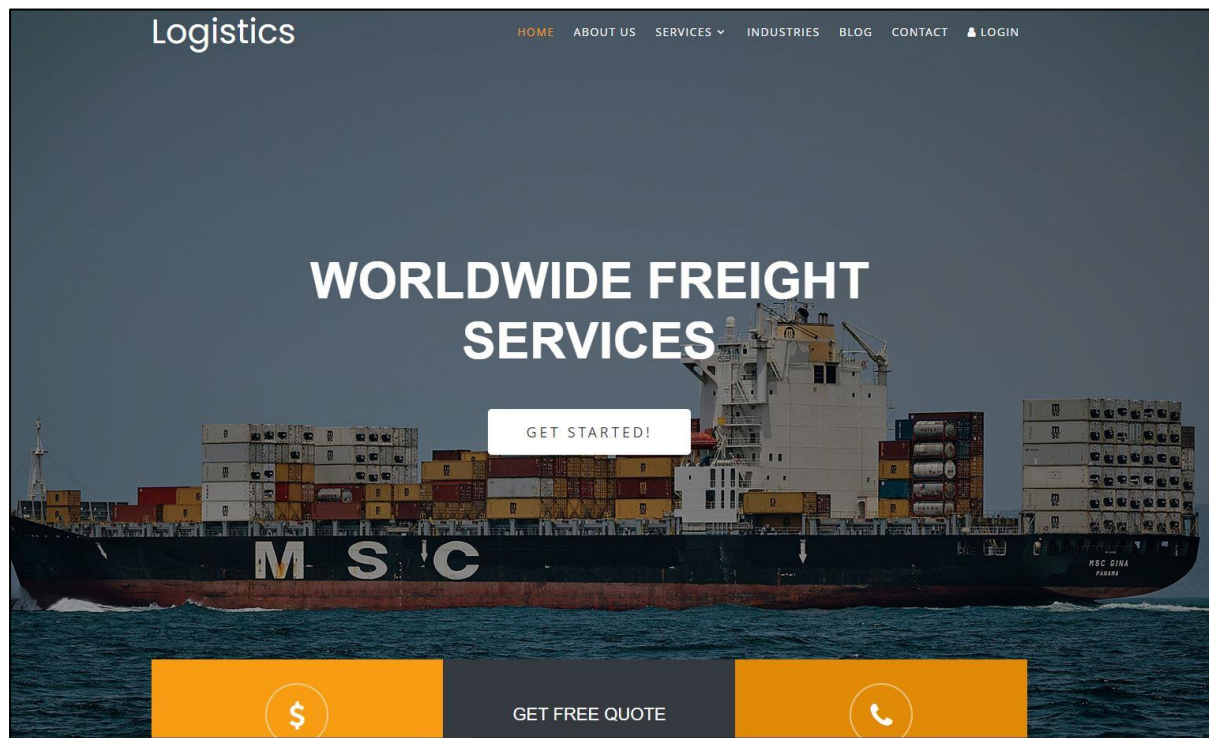 Logistics
HOME ABOUT US SERVICES INDUSTRIES BLOG CONTACT LOGIN
WORLDWIDE FREIGHT
SERVICES
GET STARTED!
M S C
MSC GINA
PANAMA
$
GET FREE QUOTE